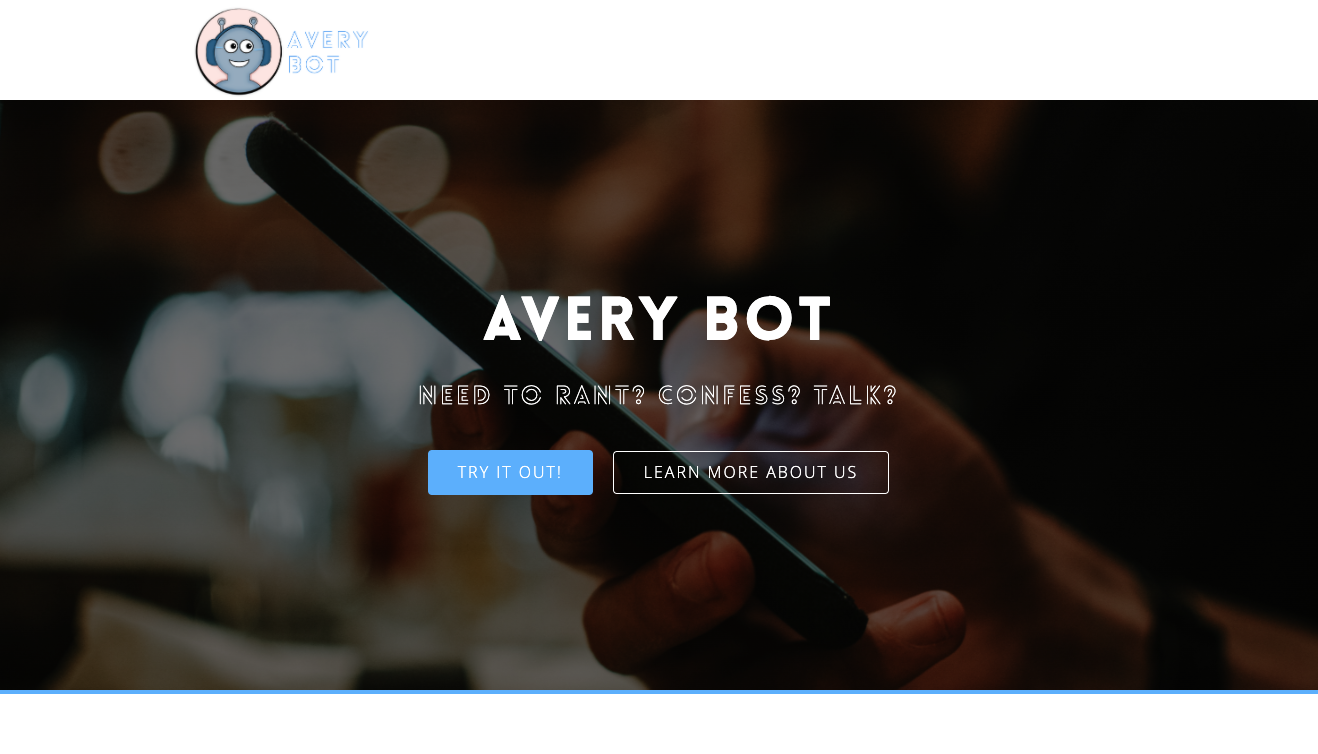 AVERY
BOT
AVERY BOT
NEED TO RANT? CONFESS? TALK?
TRY IT OUT!
LEARN MORE ABOUT US